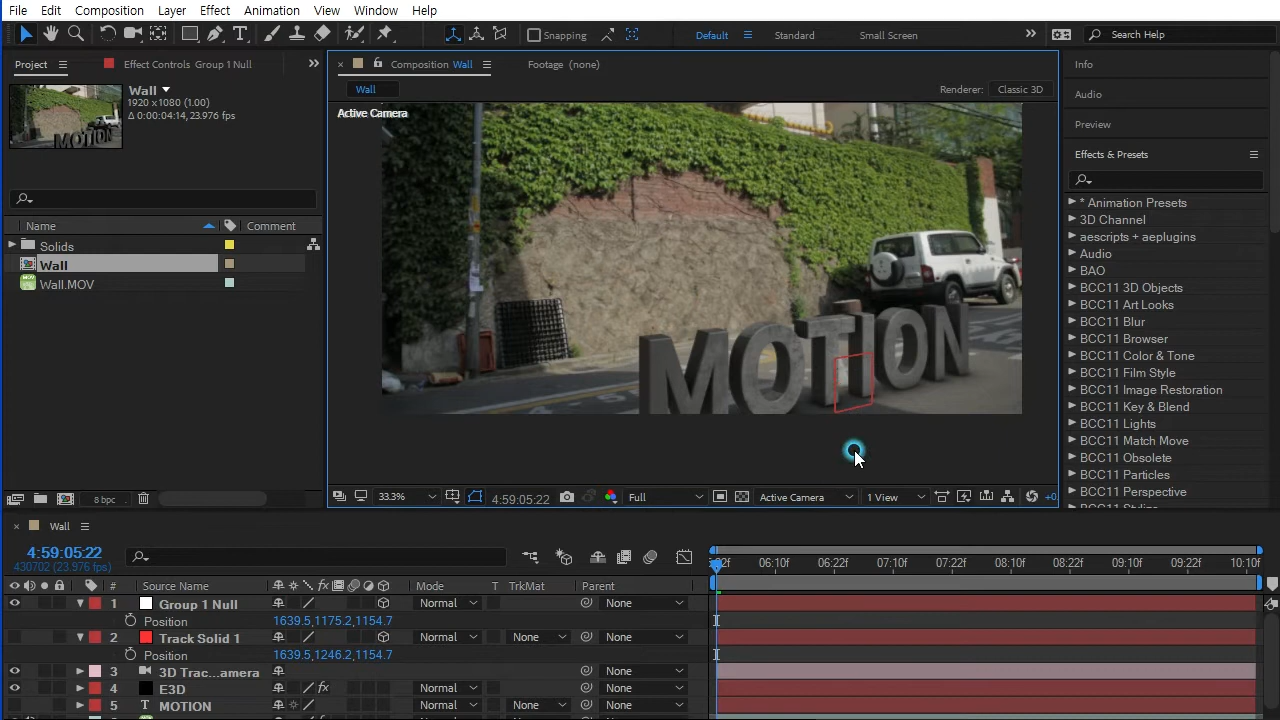 File Edit Composition Layer Effect Animation View Window Help
Snapping Default Standard Small Screen Search Help
Project Effect Controls Group 1 Null
Wall
1920 x 1080 (1.00)
Δ 0:00:04:14, 23.976 fps
Name Comment
Solids
Wall
Wall.MOV
8 bpc
Composition Wall Footage (none)
Wall Renderer: Classic 3D
Active Camera
MOTION
33.3% 4:59:05:22 Full Active Camera 1 View +0
Info
Audio
Preview
Effects & Presets
* Animation Presets
3D Channel
aescripts + aeplugins
Audio
BAO
BCC11 3D Objects
BCC11 Art Looks
BCC11 Blur
BCC11 Browser
BCC11 Color & Tone
BCC11 Film Style
BCC11 Image Restoration
BCC11 Key & Blend
BCC11 Lights
BCC11 Match Move
BCC11 Obsolete
BCC11 Particles
BCC11 Perspective
Wall
4:59:05:22
430702 (23.976 fps)
:02f 06:10f 06:22f 07:10f 07:22f 08:10f 08:22f 09:10f 09:22f 10:10f
# Source Name Mode T TrkMat Parent
1 Group 1 Null Normal None
Position 1639.5,1175.2,1154.7
2 Track Solid 1 Normal None None
Position 1639.5,1246.2,1154.7
3 3D Trac...amera None
4 E3D Normal None
5 T MOTION Normal None None